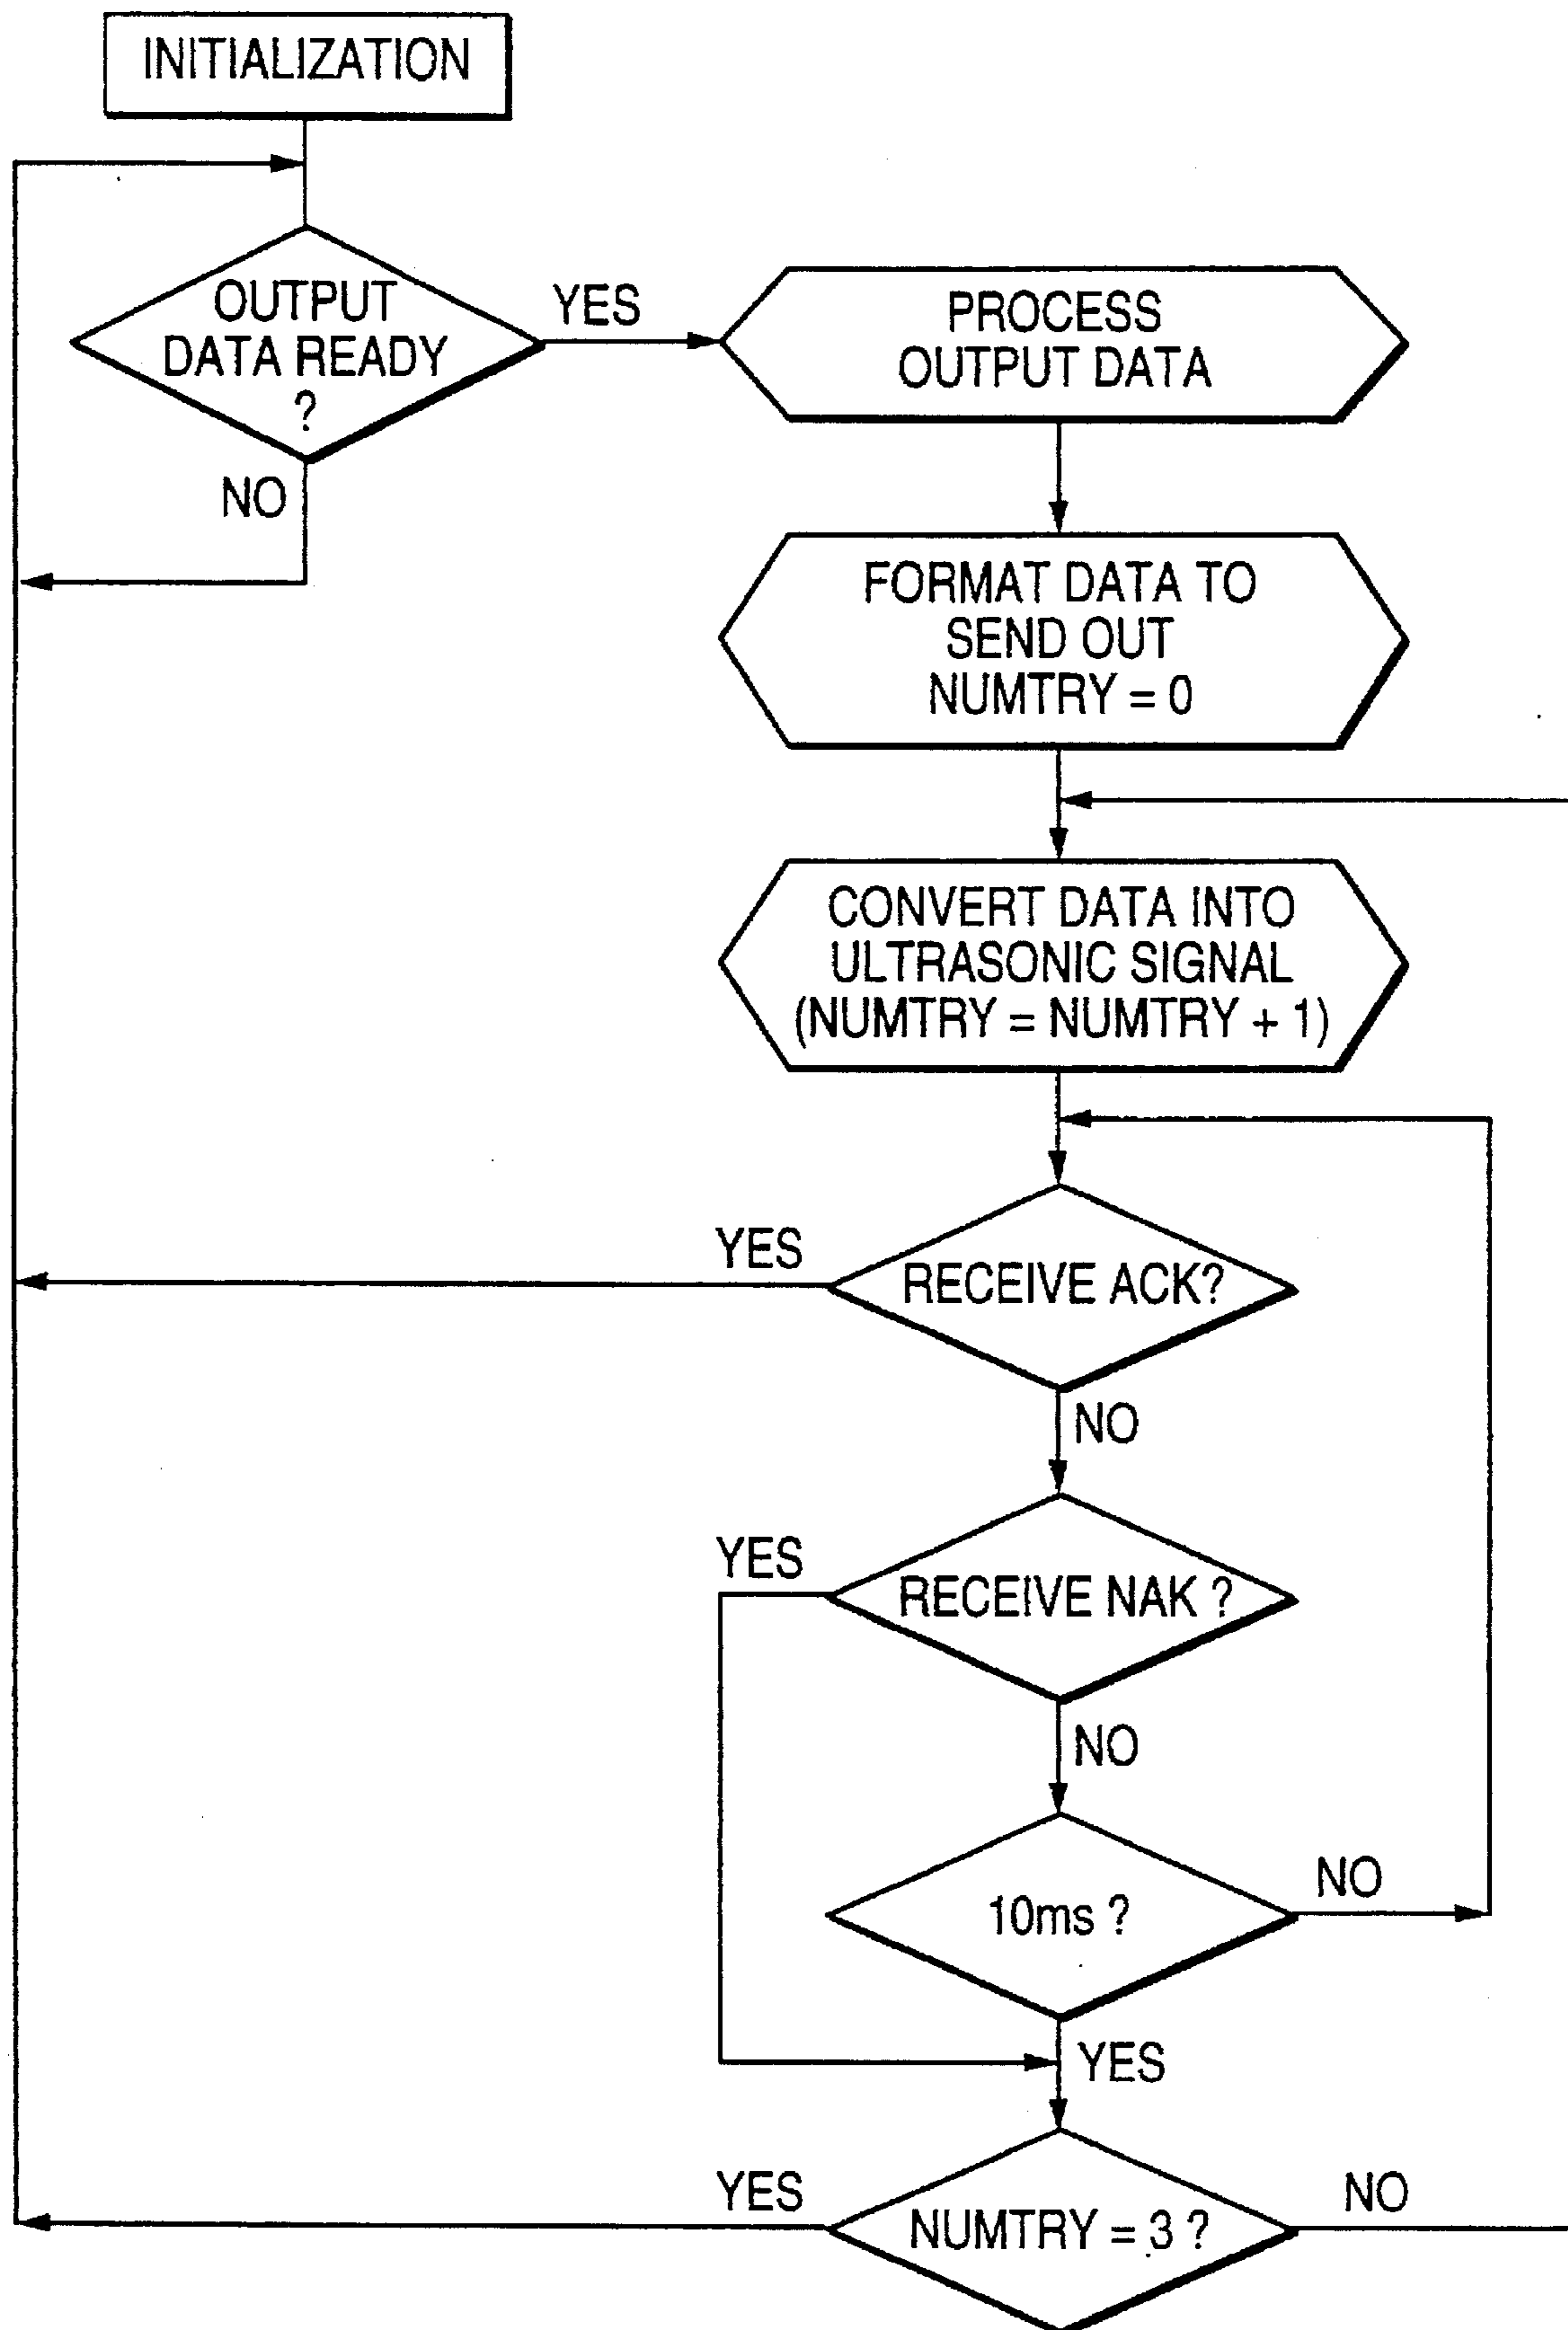 INITIALIZATION
OUTPUT
DATA READY
?
YES
NO
PROCESS
OUTPUT DATA
FORMAT DATA TO
SEND OUT
NUMTRY = 0
CONVERT DATA INTO
ULTRASONIC SIGNAL
(NUMTRY = NUMTRY + 1)
YES
RECEIVE ACK?
NO
YES
RECEIVE NAK ?
NO
10ms ?
NO
YES
YES
NUMTRY = 3 ?
NO